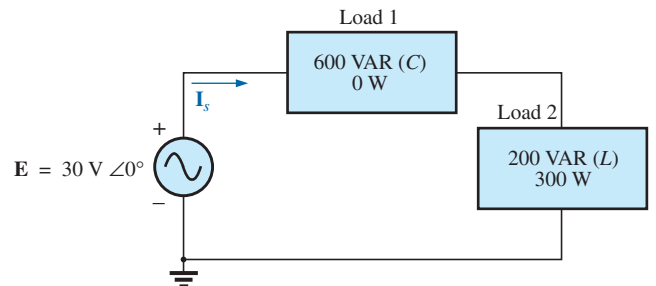 Load 1
600 VAR (C)
0 W
I_s
Load 2
+
E = 30 V ∠0°
200 VAR (L)
300 W
−